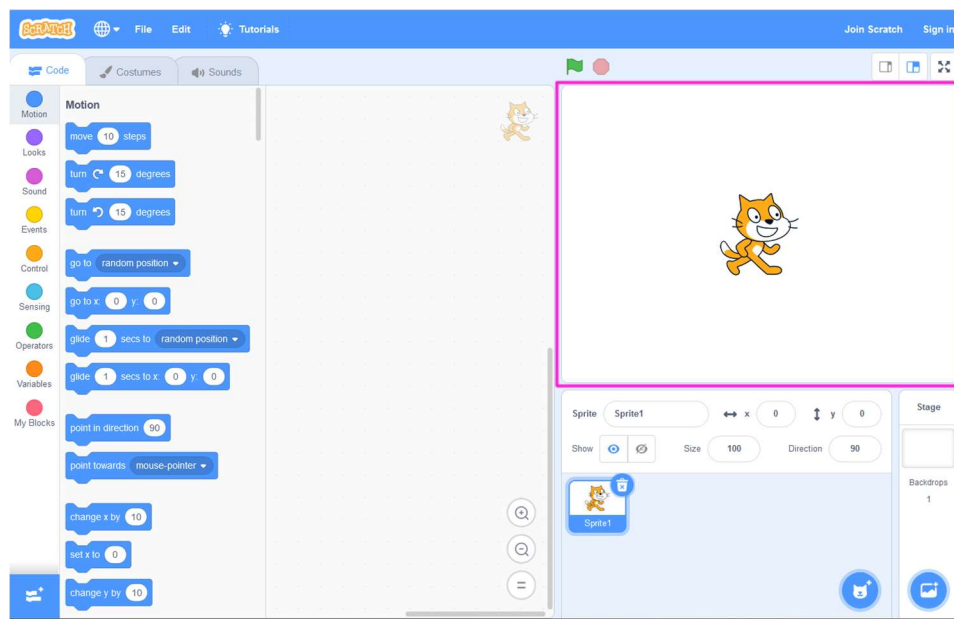 SCRATCH File Edit Tutorials Join Scratch Sign in
Code Costumes Sounds
Motion
Looks
Sound
Events
Control
Sensing
Operators
Variables
My Blocks
Motion
move 10 steps
turn 15 degrees
turn 15 degrees
go to random position
go to x: 0 y: 0
glide 1 secs to random position
glide 1 secs to x: 0 y: 0
point in direction 90
point towards mouse-pointer
change x by 10
set x to 0
change y by 10
Sprite Sprite1 x 0 y 0
Show Size 100 Direction 90
Sprite1
Stage
Backdrops
1